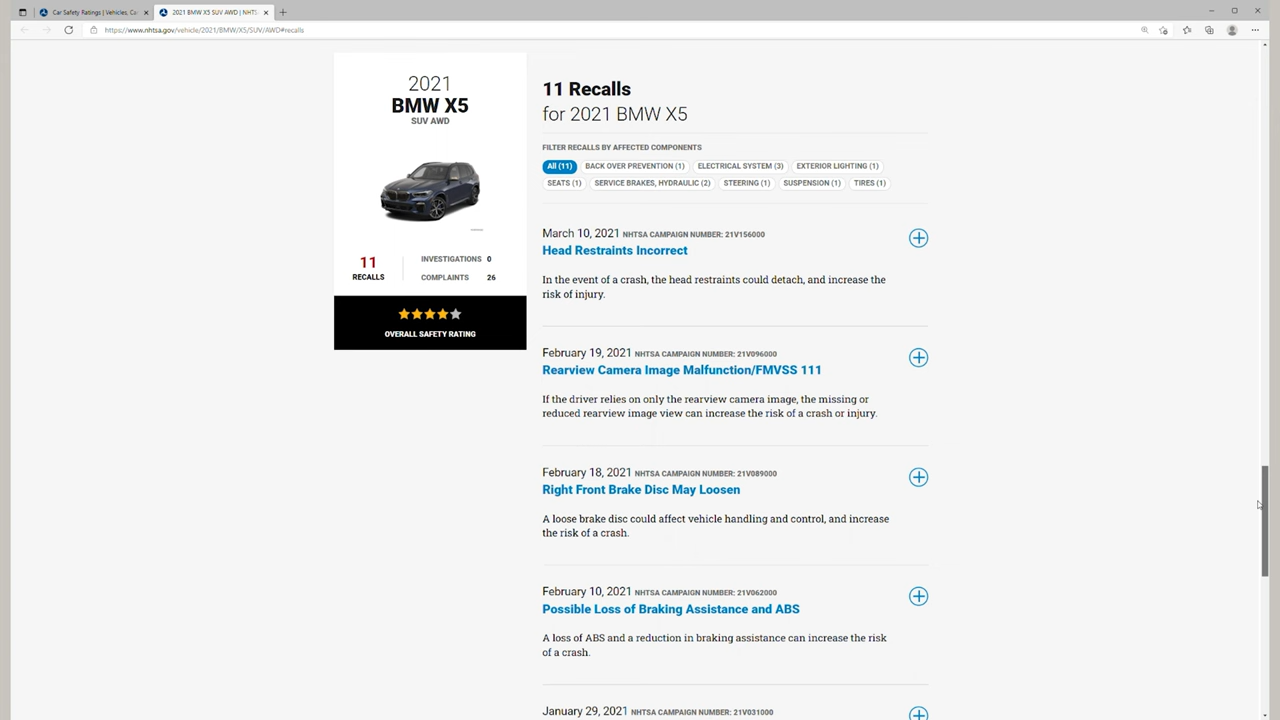 Car Safety Ratings | Vehicles, Co
2021 BMW X5 SUV AWD | NHTS
https://www.nhtsa.gov/vehicle/2021/BMW/X5/SUV/AWD#recalls
2021
BMW X5
SUV AWD
11
RECALLS
INVESTIGATIONS 0
COMPLAINTS 26
OVERALL SAFETY RATING
11 Recalls
for 2021 BMW X5
FILTER RECALLS BY AFFECTED COMPONENTS
All (11) BACK OVER PREVENTION (1) ELECTRICAL SYSTEM (3) EXTERIOR LIGHTING (1)
SEATS (1) SERVICE BRAKES, HYDRAULIC (2) STEERING (1) SUSPENSION (1) TIRES (1)
March 10, 2021 NHTSA CAMPAIGN NUMBER: 21V156000
Head Restraints Incorrect
In the event of a crash, the head restraints could detach, and increase the
risk of injury.
February 19, 2021 NHTSA CAMPAIGN NUMBER: 21V096000
Rearview Camera Image Malfunction/FMVSS 111
If the driver relies on only the rearview camera image, the missing or
reduced rearview image view can increase the risk of a crash or injury.
February 18, 2021 NHTSA CAMPAIGN NUMBER: 21V089000
Right Front Brake Disc May Loosen
A loose brake disc could affect vehicle handling and control, and increase
the risk of a crash.
February 10, 2021 NHTSA CAMPAIGN NUMBER: 21V062000
Possible Loss of Braking Assistance and ABS
A loss of ABS and a reduction in braking assistance can increase the risk
of a crash.
January 29, 2021 NHTSA CAMPAIGN NUMBER: 21V031000